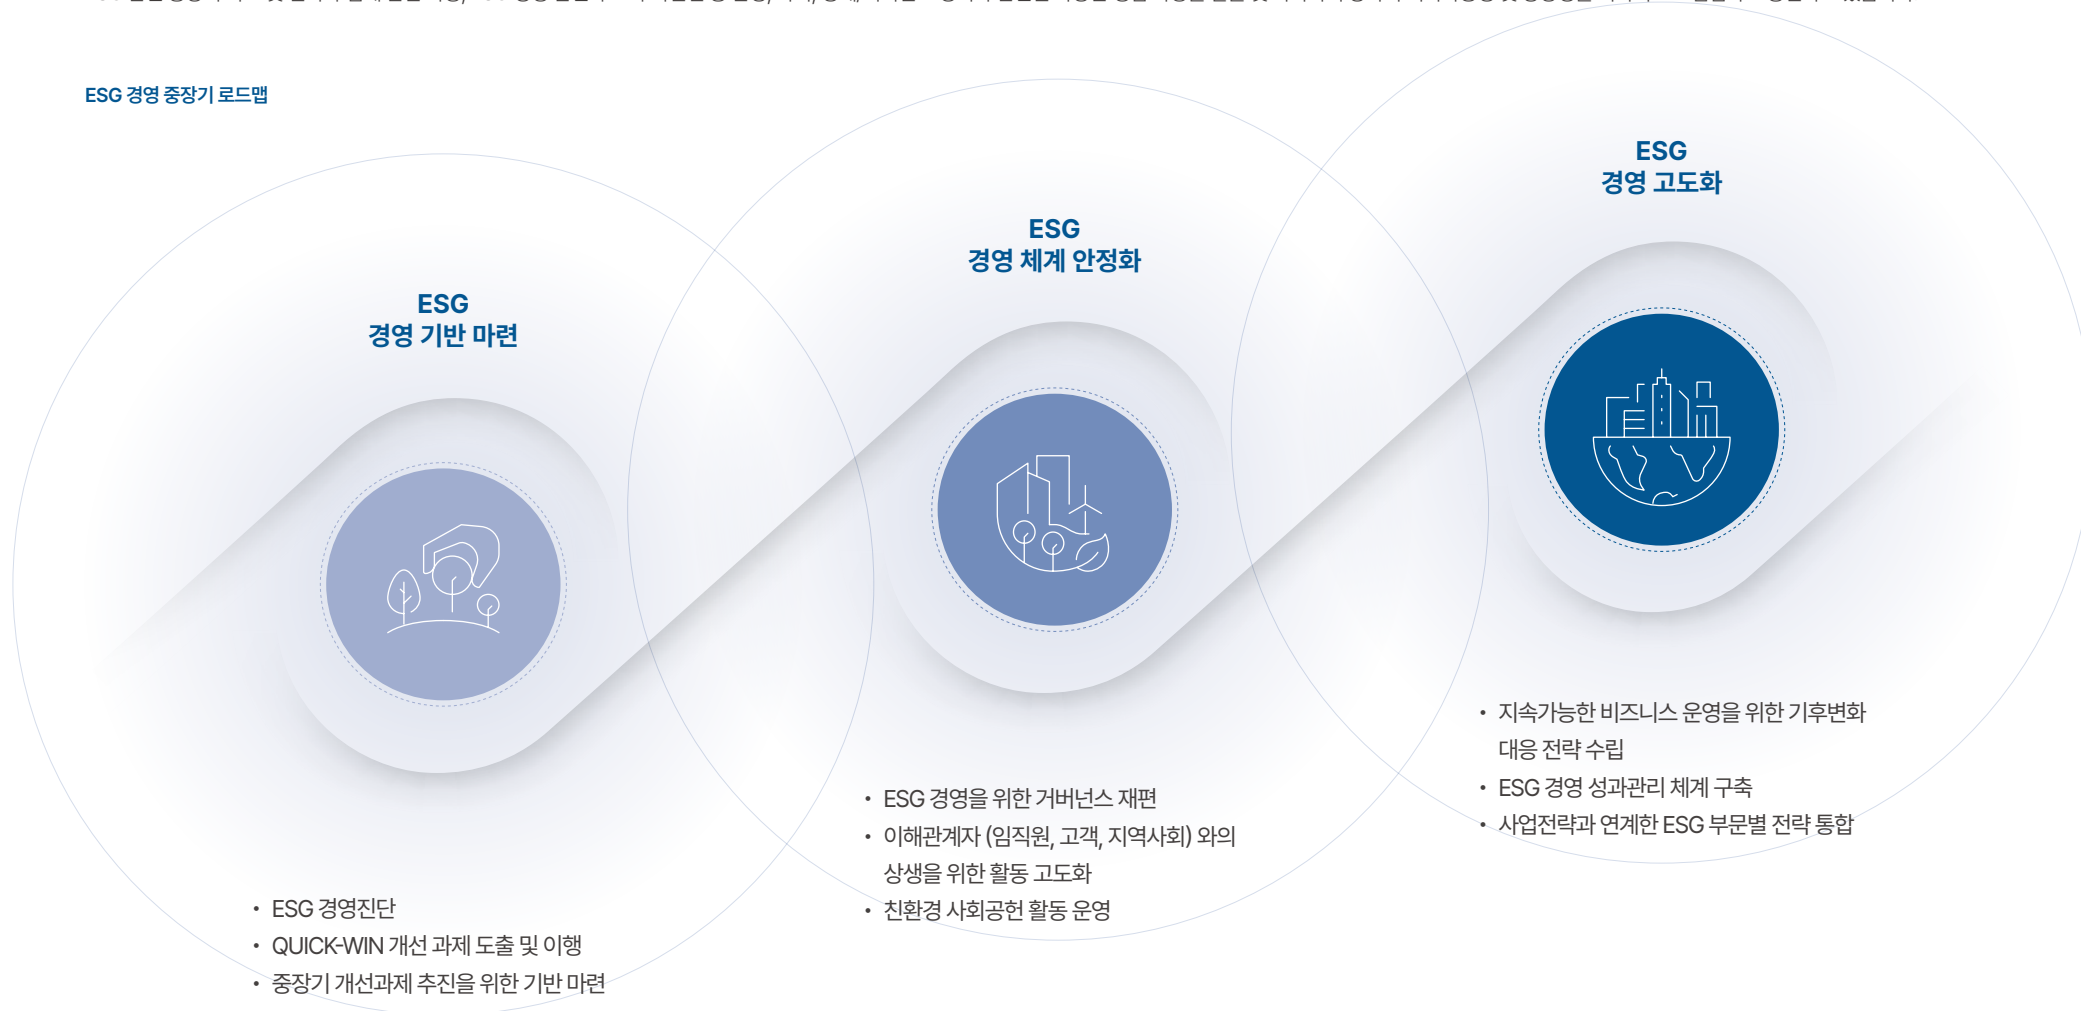 ESG 경영 중장기 로드맵
ESG
경영 기반 마련
• ESG 경영진단
• QUICK-WIN 개선 과제 도출 및 이행
• 중장기 개선과제 추진을 위한 기반 마련
ESG
경영 체계 안정화
• ESG 경영을 위한 거버넌스 재편
• 이해관계자 (임직원, 고객, 지역사회) 와의
상생을 위한 활동 고도화
• 친환경 사회공헌 활동 운영
ESG
경영 고도화
• 지속가능한 비즈니스 운영을 위한 기후변화
대응 전략 수립
• ESG 경영 성과관리 체계 구축
• 사업전략과 연계한 ESG 부문별 전략 통합